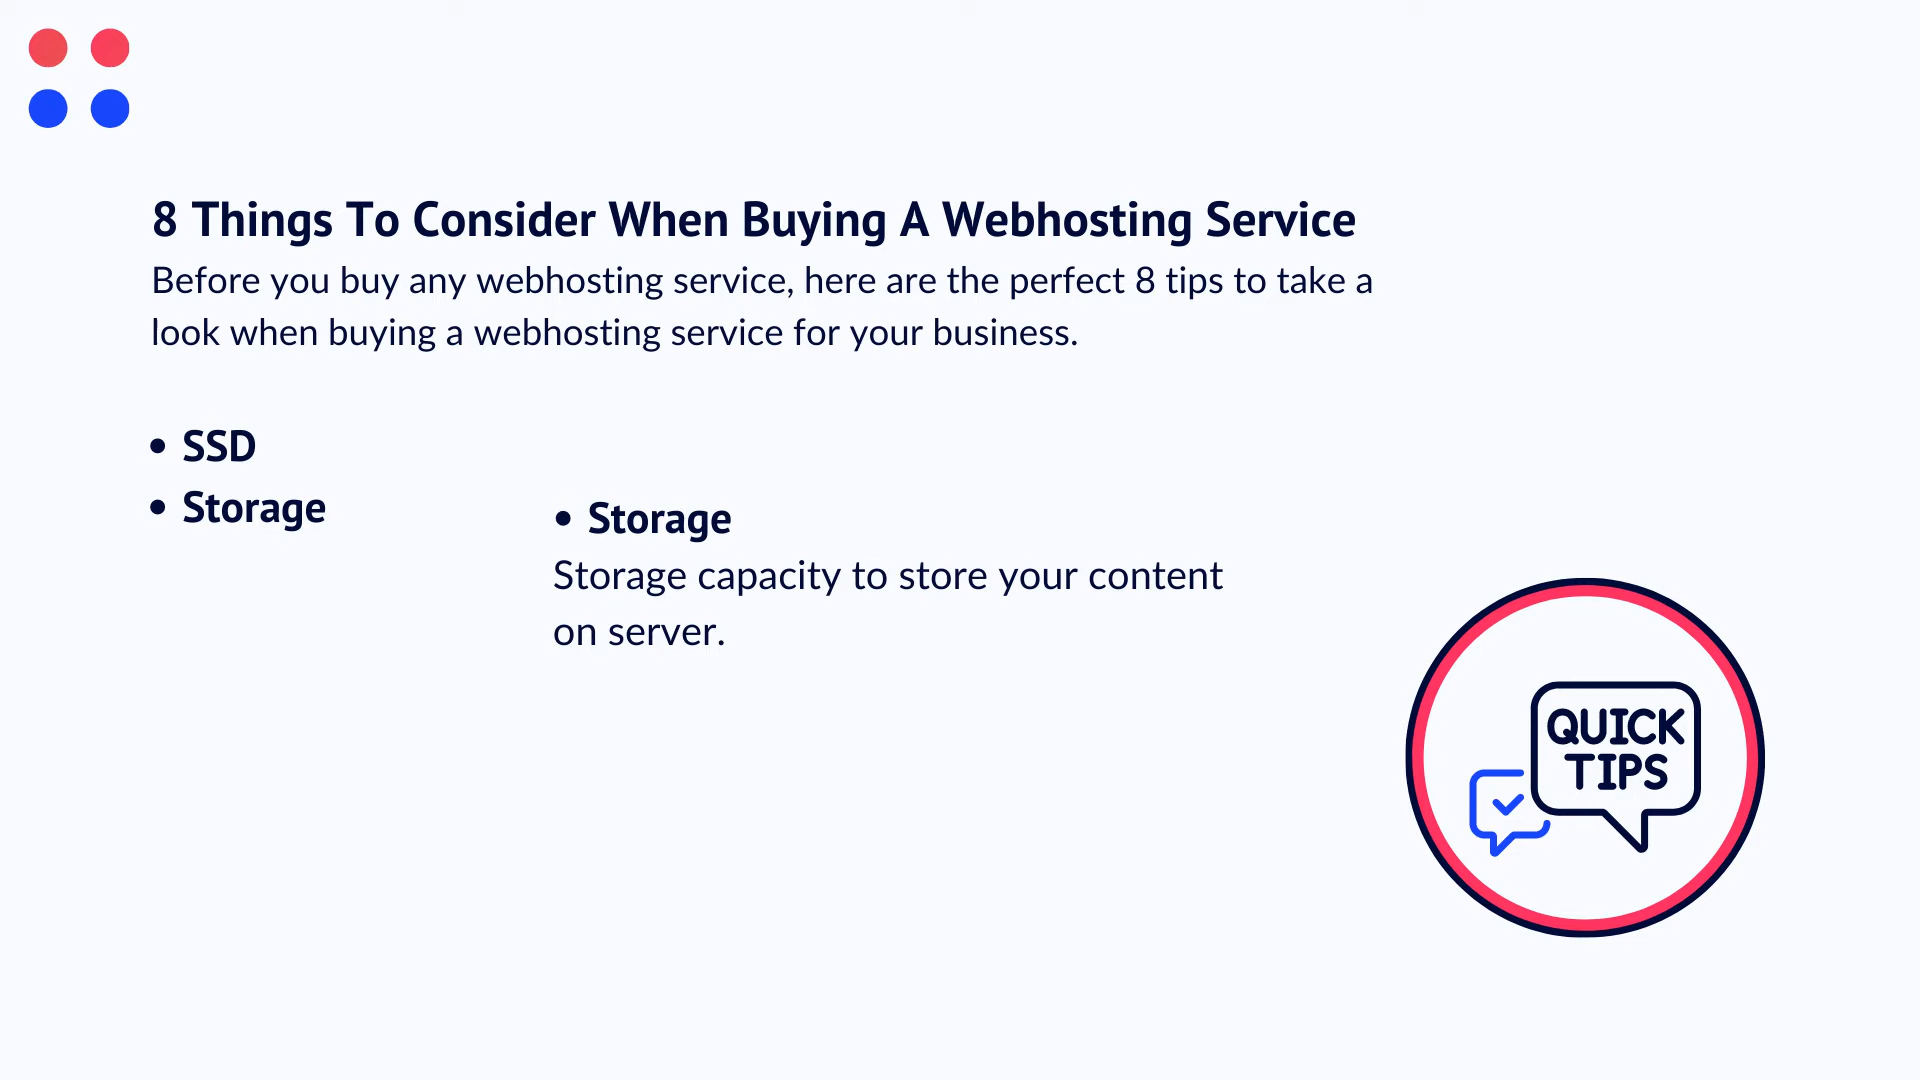 8 Things To Consider When Buying A Webhosting Service
Before you buy any webhosting service, here are the perfect 8 tips to take a
look when buying a webhosting service for your business.
• SSD
• Storage
• Storage
Storage capacity to store your content
on server.
QUICK
TIPS